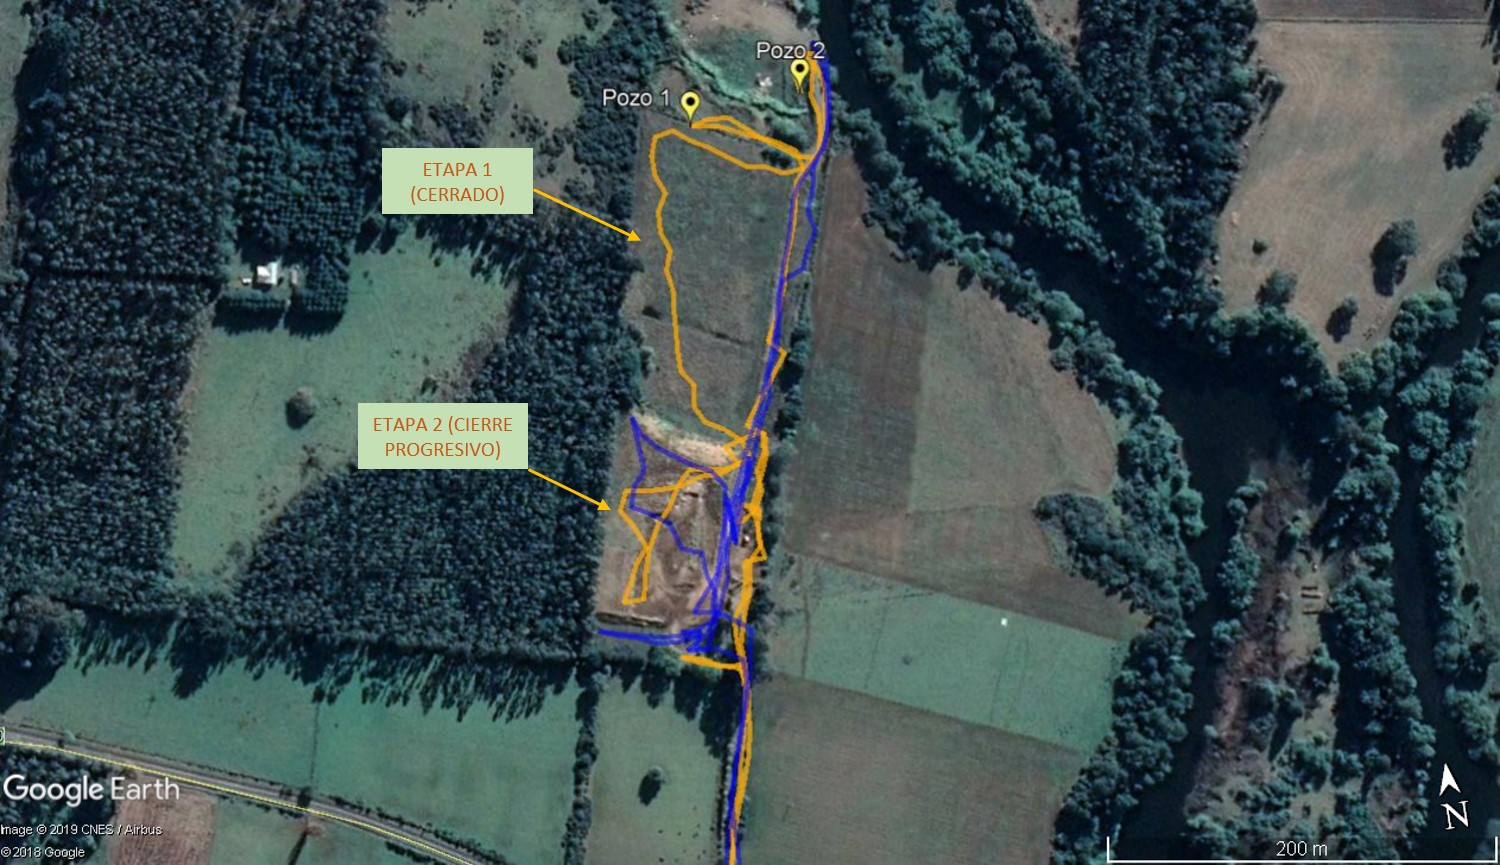 Pozo 2
Pozo 1
ETAPA 1
(CERRADO)
ETAPA 2 (CIERRE
PROGRESIVO)
Google Earth
Image © 2019 CNES / Airbus
© 2018 Google
200 m
N